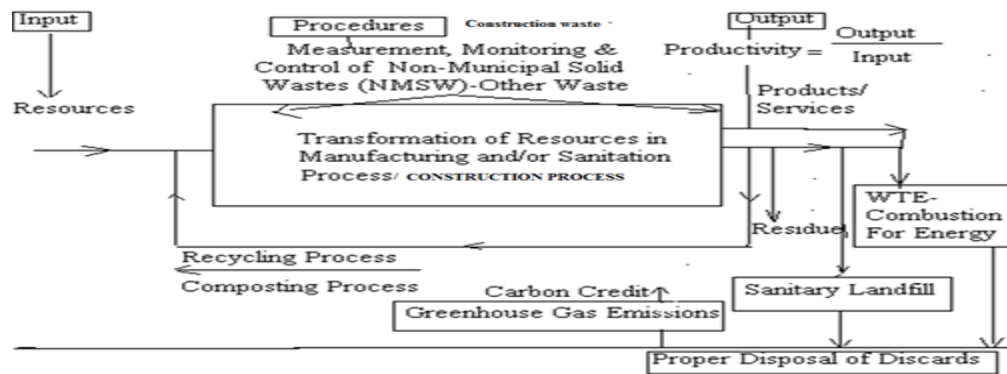 Input
Resources
Procedures
Construction waste
Measurement, Monitoring &
Control of Non-Municipal Solid
Wastes (NMSW)-Other Waste
Output
Productivity = Output
Input
Products/
Services
Transformation of Resources in
Manufacturing and/or Sanitation
Process/ CONSTRUCTION PROCESS
Residue
WTE-
Combustion
For Energy
Recycling Process
Composting Process
Carbon Credit
Greenhouse Gas Emissions
Sanitary Landfill
Proper Disposal of Discards